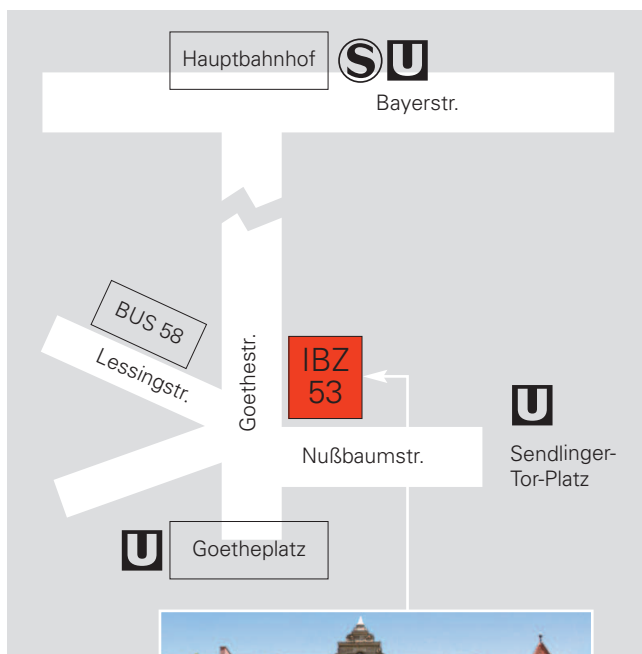 Hauptbahnhof
S U
Bayerstr.
BUS 58
Lessingstr.
Goethestr.
IBZ
53
U
Nußbaumstr.
Sendlinger-
Tor-Platz
U
Goetheplatz